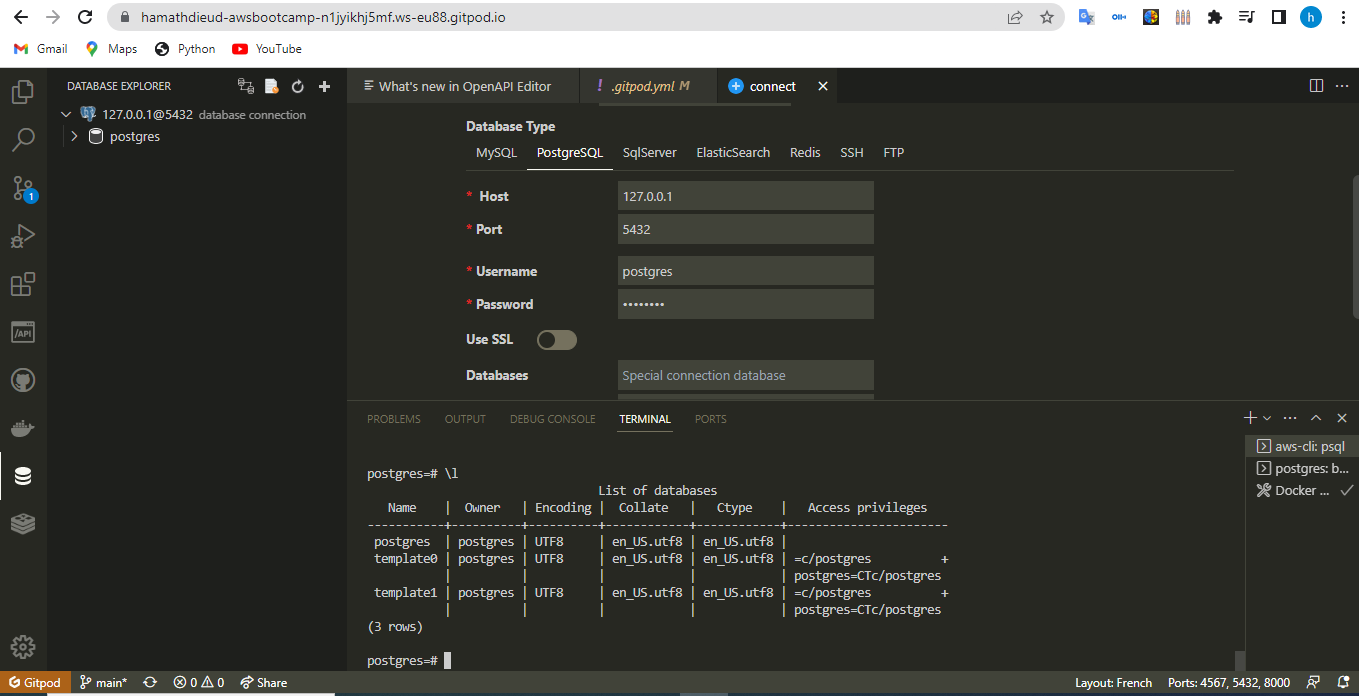 hamathdieud-awsbootcamp-n1jyikhj5mf.ws-eu88.gitpod.io
h
Gmail Maps Python YouTube
DATABASE EXPLORER
127.0.0.1@5432 database connection
postgres
What's new in OpenAPI Editor
! .gitpod.yml M
connect
1
/API
Database Type
MySQL PostgreSQL SqlServer ElasticSearch Redis SSH FTP
* Host 127.0.0.1
* Port 5432
* Username postgres
* Password ••••••••
Use SSL
Databases Special connection database
PROBLEMS OUTPUT DEBUG CONSOLE TERMINAL PORTS
aws-cli: psql
postgres: b...
Docker ...
postgres=# \l
List of databases
Name | Owner | Encoding | Collate | Ctype | Access privileges
-----------+----------+----------+------------+------------+-----------------------
postgres | postgres | UTF8 | en_US.utf8 | en_US.utf8 |
template0 | postgres | UTF8 | en_US.utf8 | en_US.utf8 | =c/postgres +
| | | | | postgres=CTc/postgres
template1 | postgres | UTF8 | en_US.utf8 | en_US.utf8 | =c/postgres +
| | | | | postgres=CTc/postgres
(3 rows)
postgres=#
Gitpod main* 0 0 Share Layout: French Ports: 4567, 5432, 8000